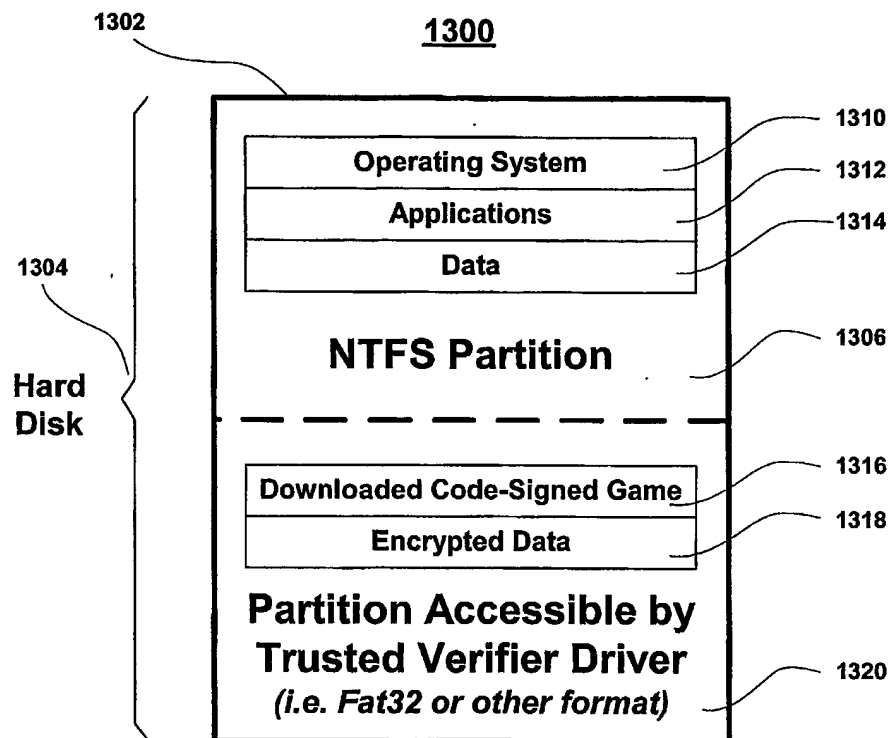 1300
1302
1310
Operating System
1312
Applications
1314
Data
1304
1306
NTFS Partition
Hard
Disk
1316
Downloaded Code-Signed Game
1318
Encrypted Data
Partition Accessible by
Trusted Verifier Driver
1320
(i.e. Fat32 or other format)